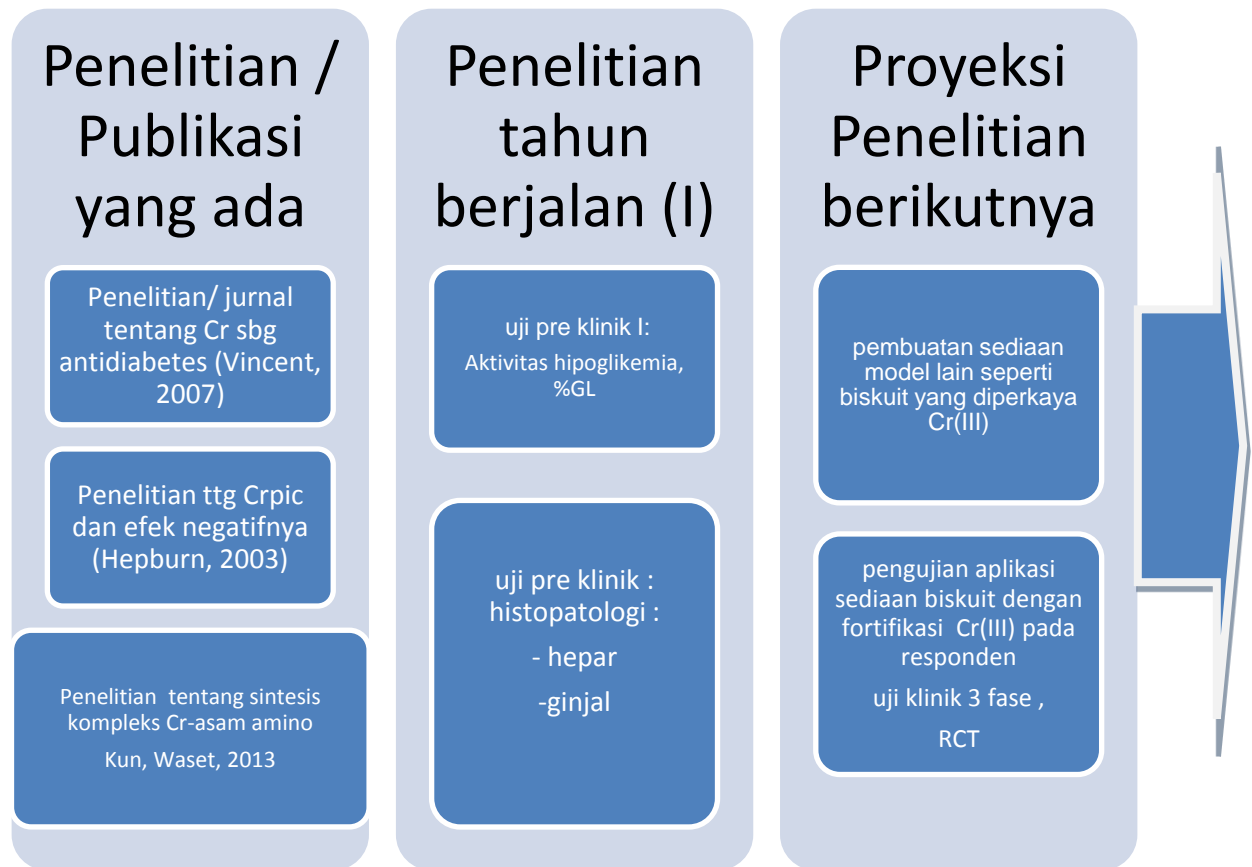 Penelitian /
Publikasi
yang ada
Penelitian/ jurnal
tentang Cr sbg
antidiabetes (Vincent,
2007)
Penelitian ttg Crpic
dan efek negatifnya
(Hepburn, 2003)
Penelitian tentang sintesis
kompleks Cr-asam amino
Kun, Waset, 2013
Penelitian
tahun
berjalan (I)
uji pre klinik I:
Aktivitas hipoglikemia,
%GL
uji pre klinik :
histopatologi :
- hepar
-ginjal
Proyeksi
Penelitian
berikutnya
pembuatan sediaan
model lain seperti
biskuit yang diperkaya
Cr(III)
pengujian aplikasi
sediaan biskuit dengan
fortifikasi Cr(III) pada
responden
uji klinik 3 fase ,
RCT